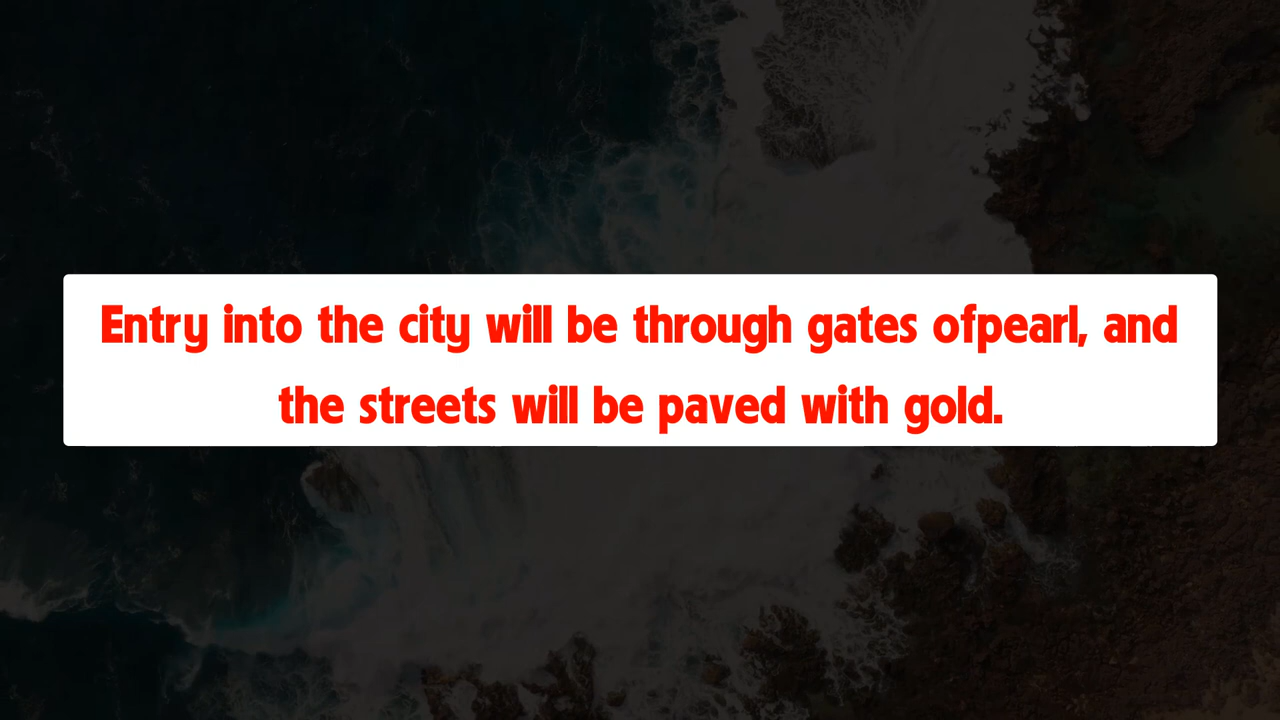 Entry into the city will be through gates ofpearl, and
the streets will be paved with gold.